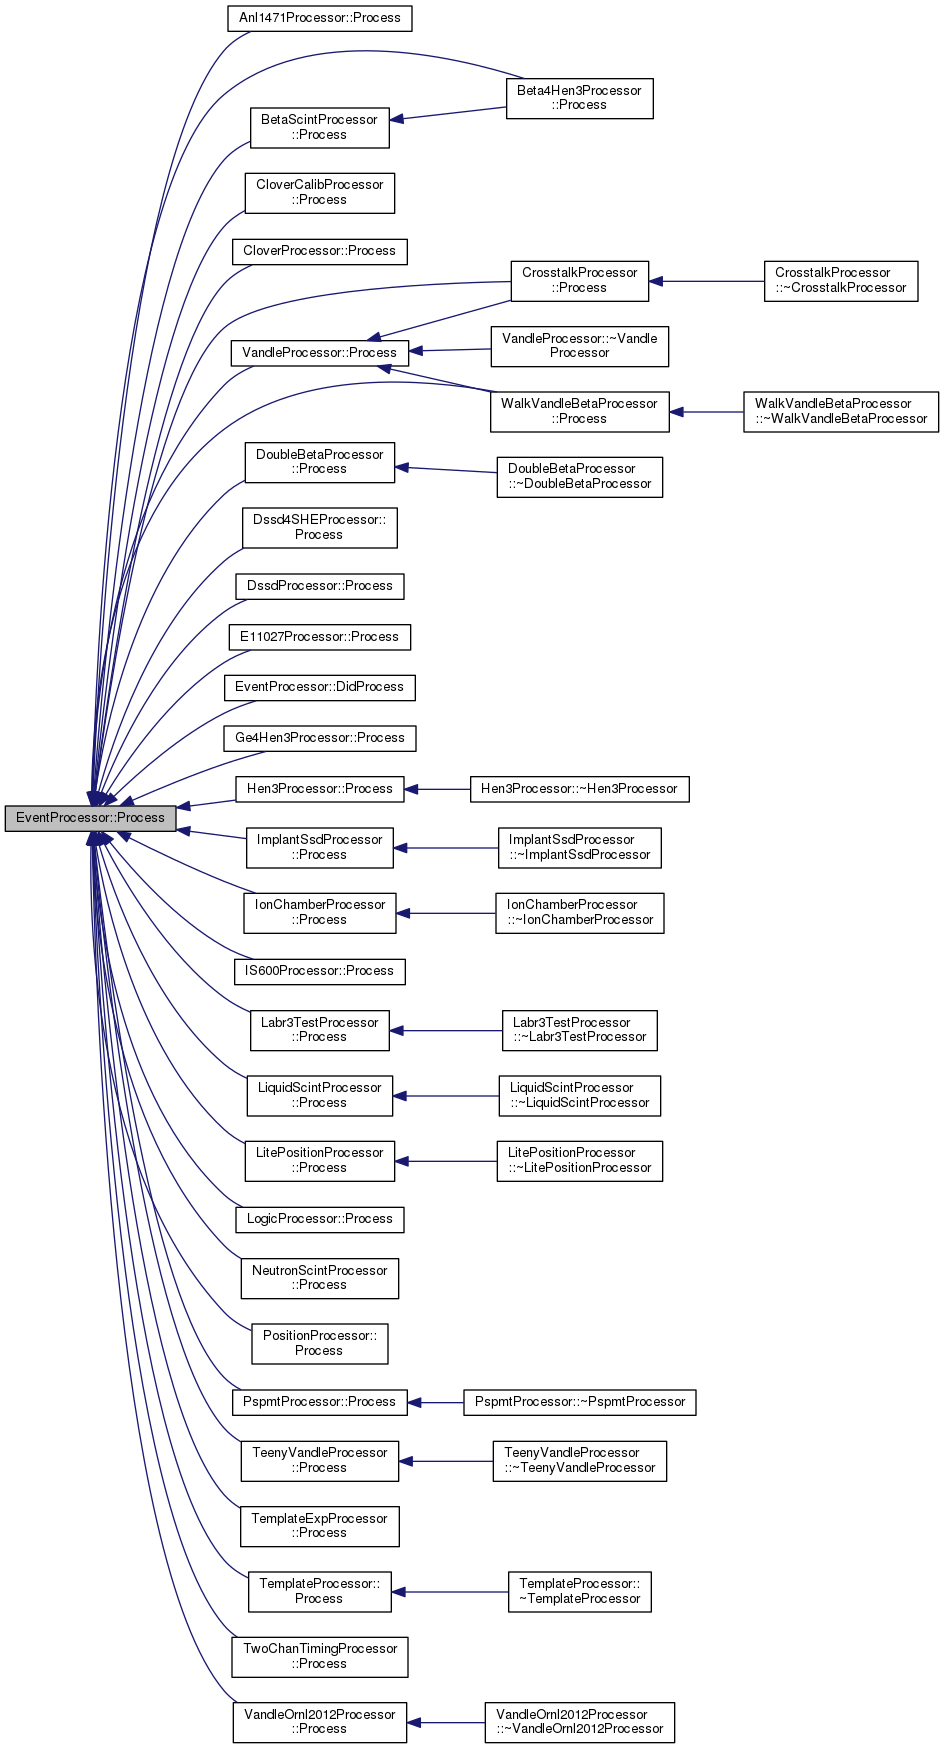 Anl1471Processor::Process
Beta4Hen3Processor
::Process
BetaScintProcessor
::Process
CloverCalibProcessor
::Process
CloverProcessor::Process
CrosstalkProcessor
::Process
CrosstalkProcessor
::~CrosstalkProcessor
VandleProcessor::Process
VandleProcessor::~Vandle
Processor
WalkVandleBetaProcessor
::Process
WalkVandleBetaProcessor
::~WalkVandleBetaProcessor
DoubleBetaProcessor
::Process
DoubleBetaProcessor
::~DoubleBetaProcessor
Dssd4SHEProcessor::
Process
DssdProcessor::Process
E11027Processor::Process
EventProcessor::DidProcess
Ge4Hen3Processor::Process
Hen3Processor::Process
Hen3Processor::~Hen3Processor
EventProcessor::Process
ImplantSsdProcessor
::Process
ImplantSsdProcessor
::~ImplantSsdProcessor
IonChamberProcessor
::Process
IonChamberProcessor
::~IonChamberProcessor
IS600Processor::Process
Labr3TestProcessor
::Process
Labr3TestProcessor
::~Labr3TestProcessor
LiquidScintProcessor
::Process
LiquidScintProcessor
::~LiquidScintProcessor
LitePositionProcessor
::Process
LitePositionProcessor
::~LitePositionProcessor
LogicProcessor::Process
NeutronScintProcessor
::Process
PositionProcessor::
Process
PspmtProcessor::Process
PspmtProcessor::~PspmtProcessor
TeenyVandleProcessor
::Process
TeenyVandleProcessor
::~TeenyVandleProcessor
TemplateExpProcessor
::Process
TemplateProcessor::
Process
TemplateProcessor::
~TemplateProcessor
TwoChanTimingProcessor
::Process
VandleOrnl2012Processor
::Process
VandleOrnl2012Processor
::~VandleOrnl2012Processor